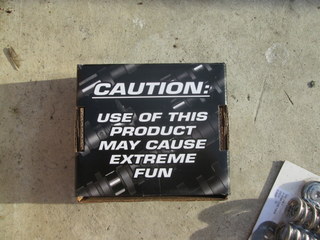 CAUTION:
USE OF THIS
PRODUCT
MAY CAUSE
EXTREME
FUN